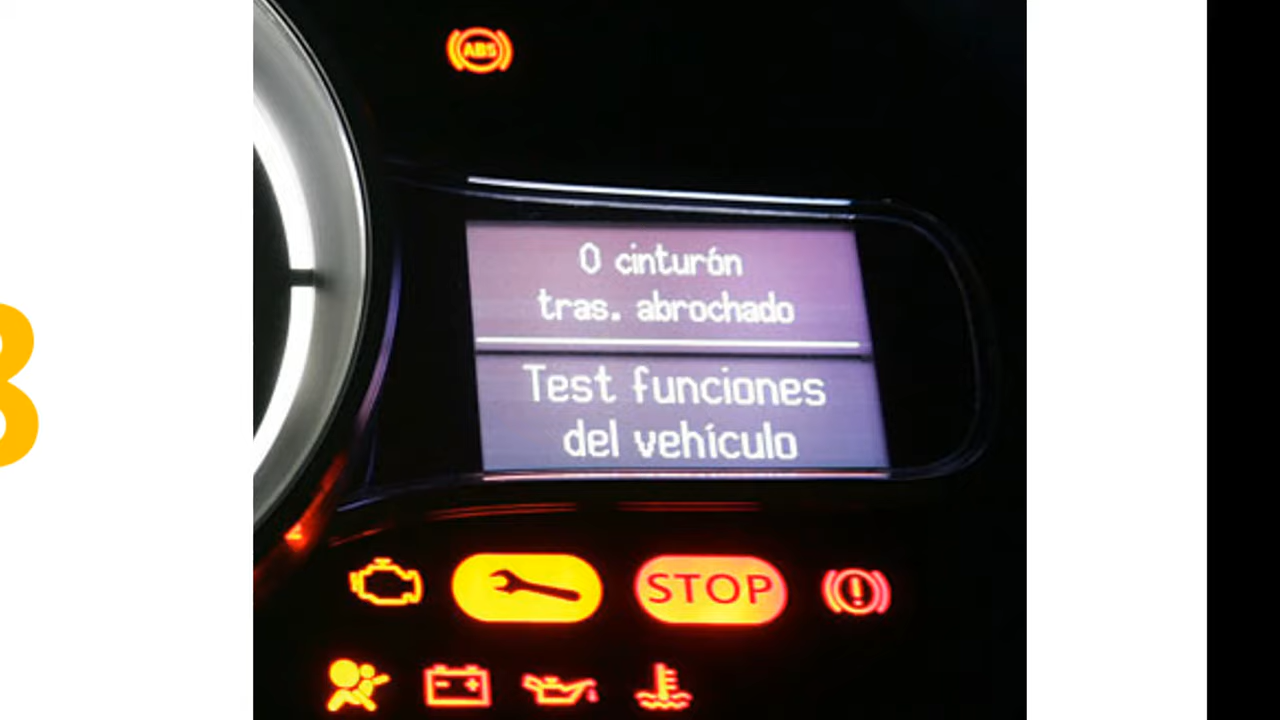 ABS
0 cinturón
tras. abrochado
Test funciones
del vehículo
STOP